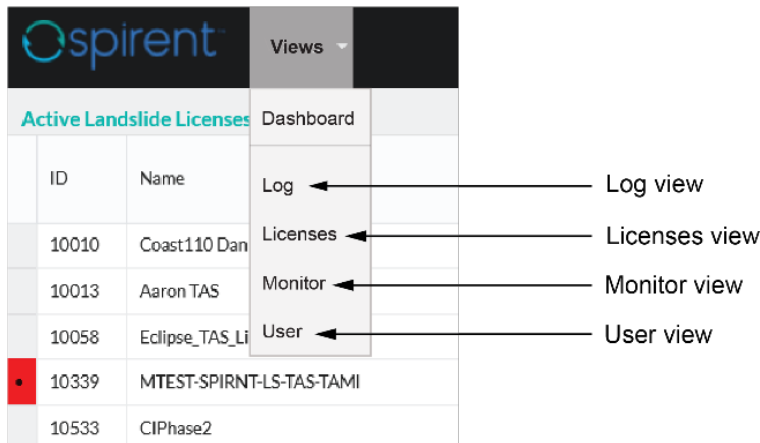 spirent™ Views
Active Landslide Licenses
Dashboard
ID Name
Log Log view
Licenses Licenses view
10010 Coast110 Dan
Monitor Monitor view
10013 Aaron TAS
User User view
10058 Eclipse_TAS_Li
10339 MTEST-SPIRNT-LS-TAS-TAMI
10533 CIPhase2